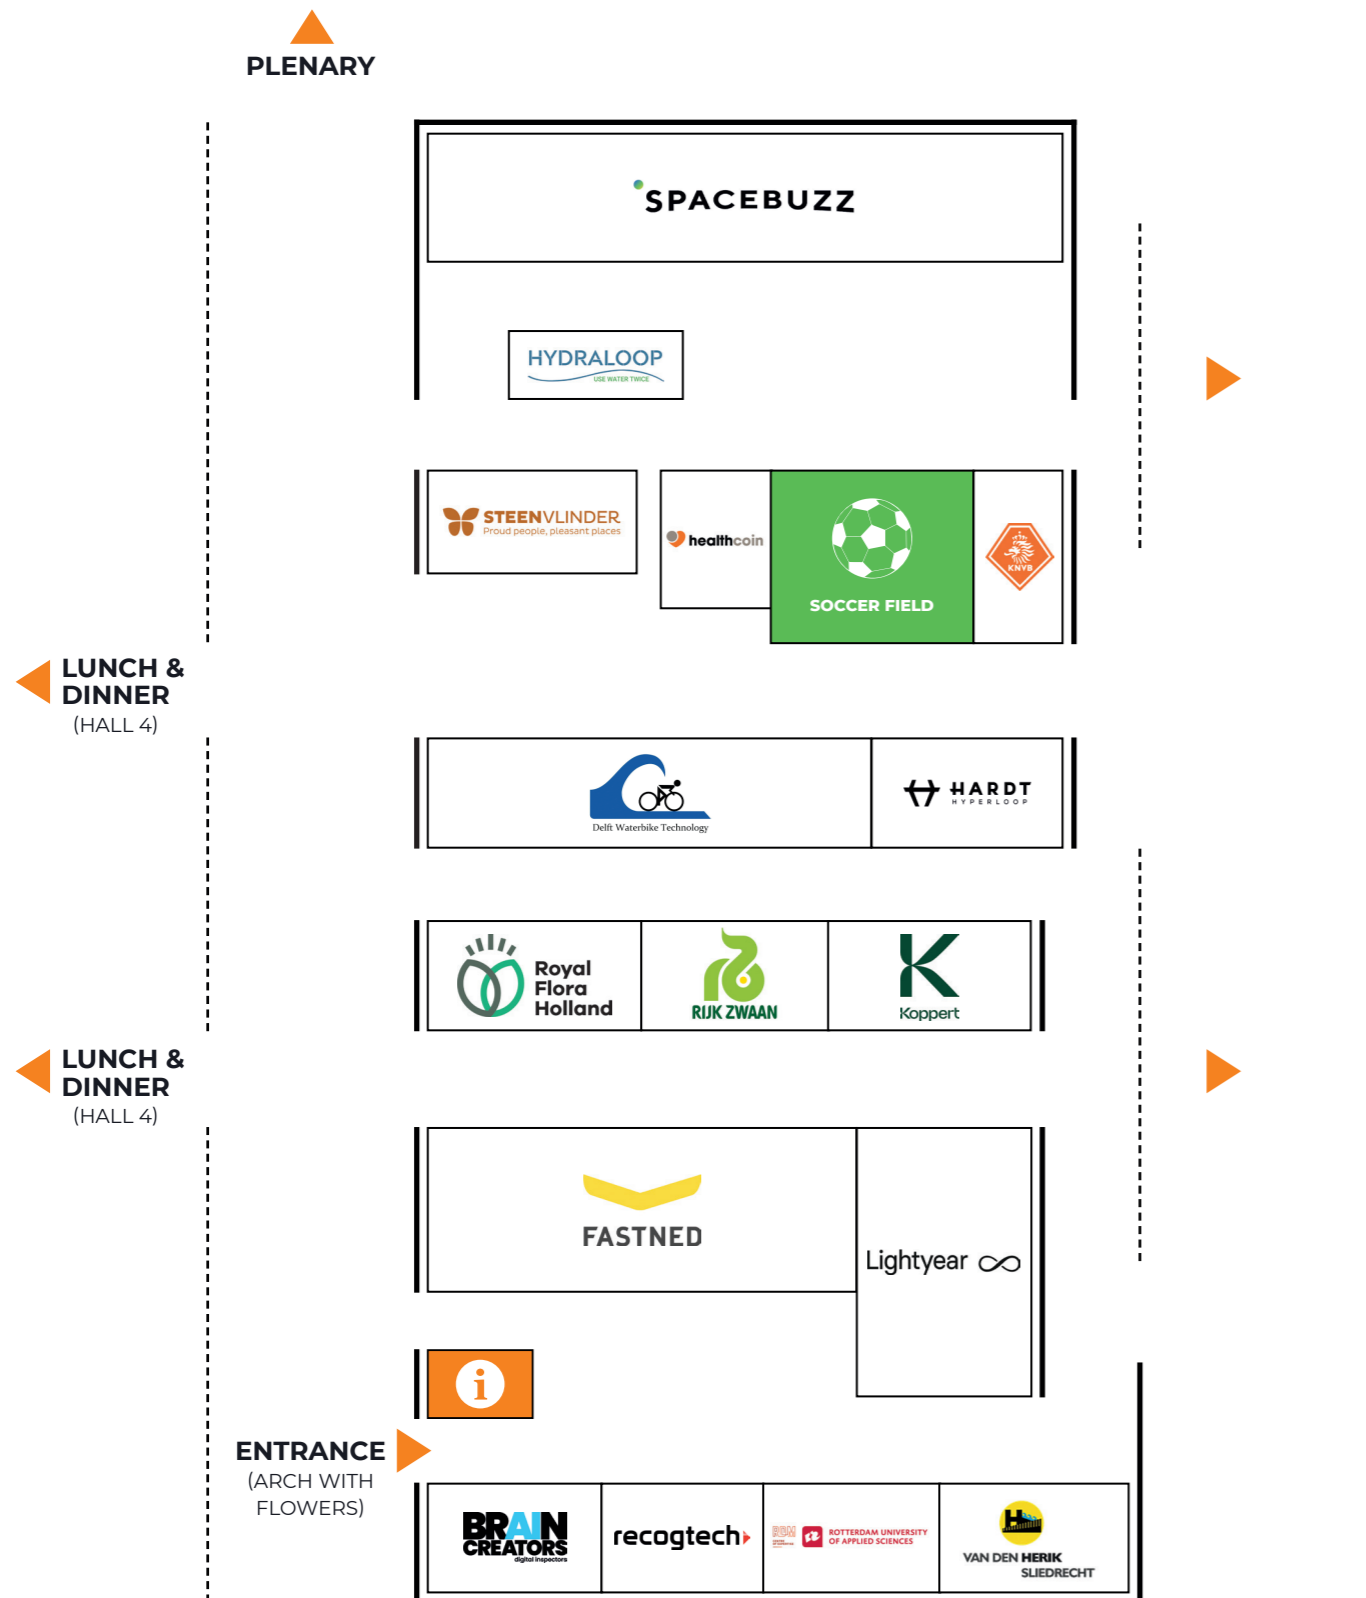 PLENARY
SPACEBUZZ
HYDRALOOP
USE WATER TWICE
STEENVLINDER
Proud people, pleasant places
healthcoin
SOCCER FIELD
KNVB
LUNCH &
DINNER
(HALL 4)
Delft Waterbike Technology
HARDT
HYPERLOOP
Royal
Flora
Holland
RIJK ZWAAN
Koppert
LUNCH &
DINNER
(HALL 4)
FASTNED
Lightyear
i
ENTRANCE
(ARCH WITH
FLOWERS)
BRAIN
CREATORS
digital inspectors
recogtech
ROTTERDAM UNIVERSITY
OF APPLIED SCIENCES
VAN DEN HERIK
SLIEDRECHT